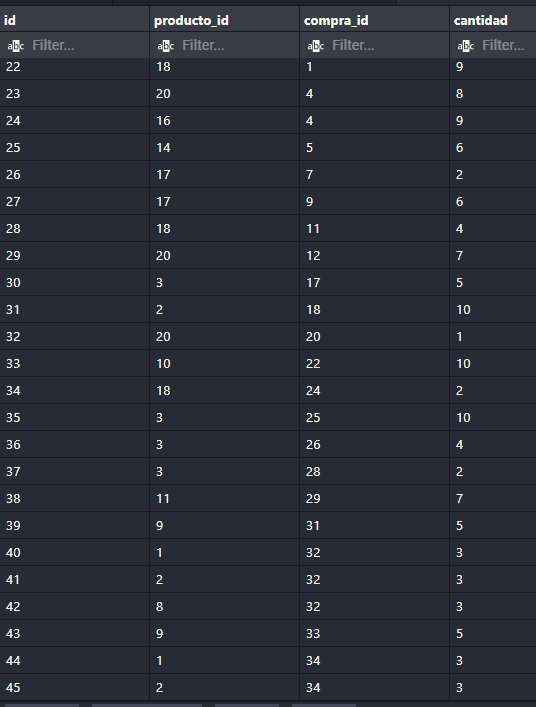 id producto_id compra_id cantidad
abc Filter... abc Filter... abc Filter... abc Filter...
22 18 1 9
23 20 4 8
24 16 4 9
25 14 5 6
26 17 7 2
27 17 9 6
28 18 11 4
29 20 12 7
30 3 17 5
31 2 18 10
32 20 20 1
33 10 22 10
34 18 24 2
35 3 25 10
36 3 26 4
37 3 28 2
38 11 29 7
39 9 31 5
40 1 32 3
41 2 32 3
42 8 32 3
43 9 33 5
44 1 34 3
45 2 34 3